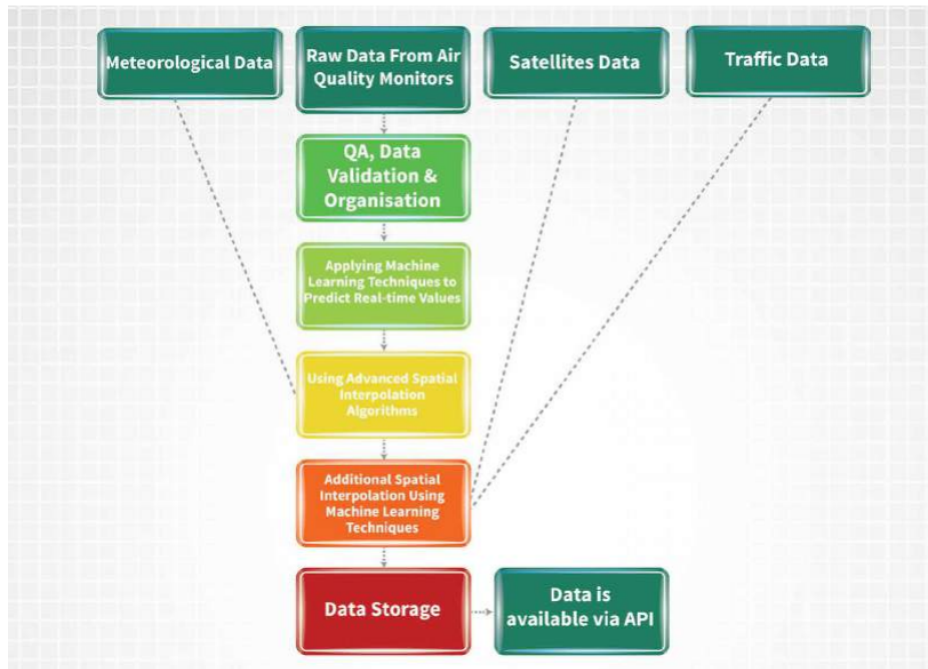 Meteorological Data
Raw Data From Air
Quality Monitors
Satellites Data
Traffic Data
QA, Data
Validation &
Organisation
Applying Machine
Learning Techniques to
Predict Real-time Values
Using Advanced Spatial
Interpolation
Algorithms
Additional Spatial
Interpolation Using
Machine Learning
Techniques
Data Storage
Data is
available via API